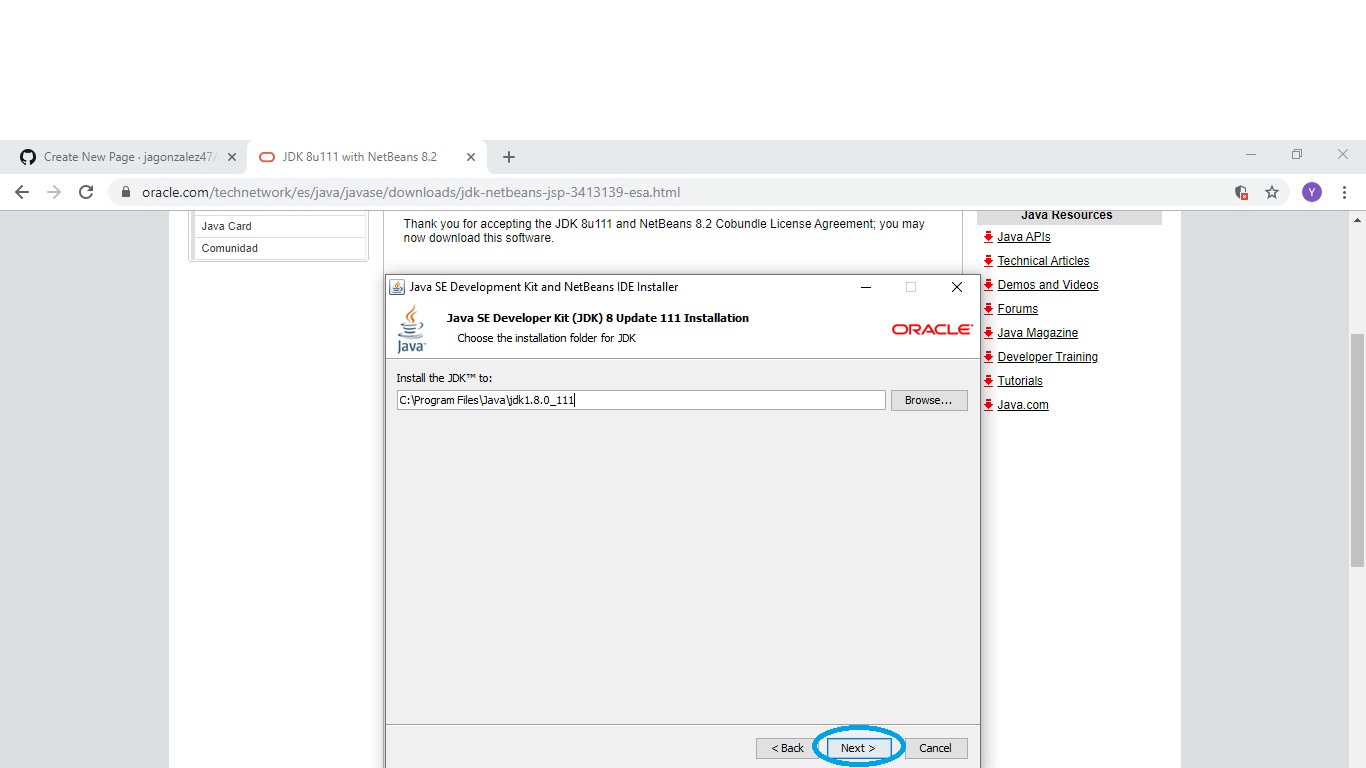 Create New Page · jagonzalez47/
JDK 8u111 with NetBeans 8.2
oracle.com/technetwork/es/java/javase/downloads/jdk-netbeans-jsp-3413139-esa.html
Y
Java Card
Comunidad
Thank you for accepting the JDK 8u111 and NetBeans 8.2 Cobundle License Agreement; you may
now download this software.
Java Resources
Java APIs
Technical Articles
Demos and Videos
Forums
Java Magazine
Developer Training
Tutorials
Java.com
Java SE Development Kit and NetBeans IDE Installer
Java
Java SE Developer Kit (JDK) 8 Update 111 Installation
Choose the installation folder for JDK
ORACLE
Install the JDK™ to:
C:\Program Files\Java\jdk1.8.0_111
Browse...
< Back
Next >
Cancel